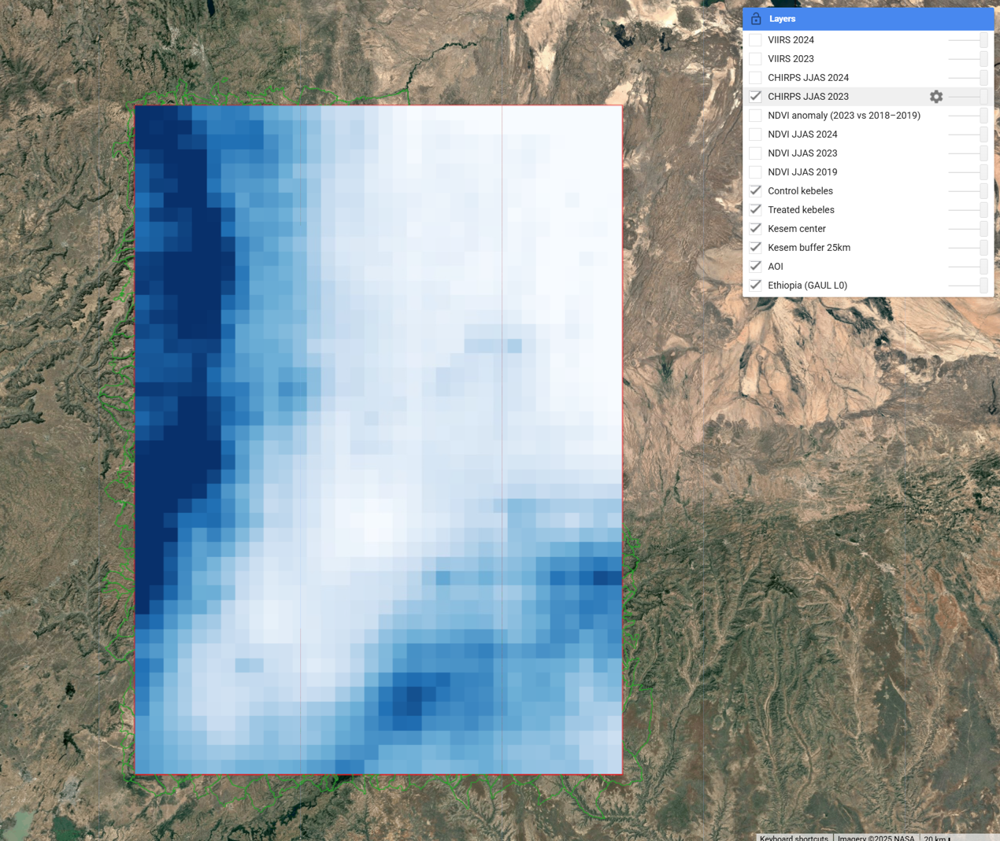 Layers
VIIRS 2024
VIIRS 2023
CHIRPS JJAS 2024
CHIRPS JJAS 2023
NDVI anomaly (2023 vs 2018–2019)
NDVI JJAS 2024
NDVI JJAS 2023
NDVI JJAS 2019
Control kebeles
Treated kebeles
Kesem center
Kesem buffer 25km
AOI
Ethiopia (GAUL L0)
Keyboard shortcuts Imagery ©2025 NASA 20 km